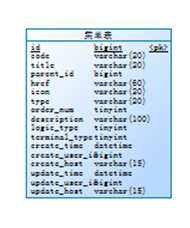 菜单表
id bigint <pk>
code varchar(20)
title varchar(20)
parent_id bigint
href varchar(50)
icon varchar(20)
type varchar(20)
order_num tinyint
description varchar(100)
logic_type tinyint
terminal_type tinyint
create_time datetime
create_user_id bigint
create_host varchar(15)
update_time datetime
update_user_id bigint
update_host varchar(15)